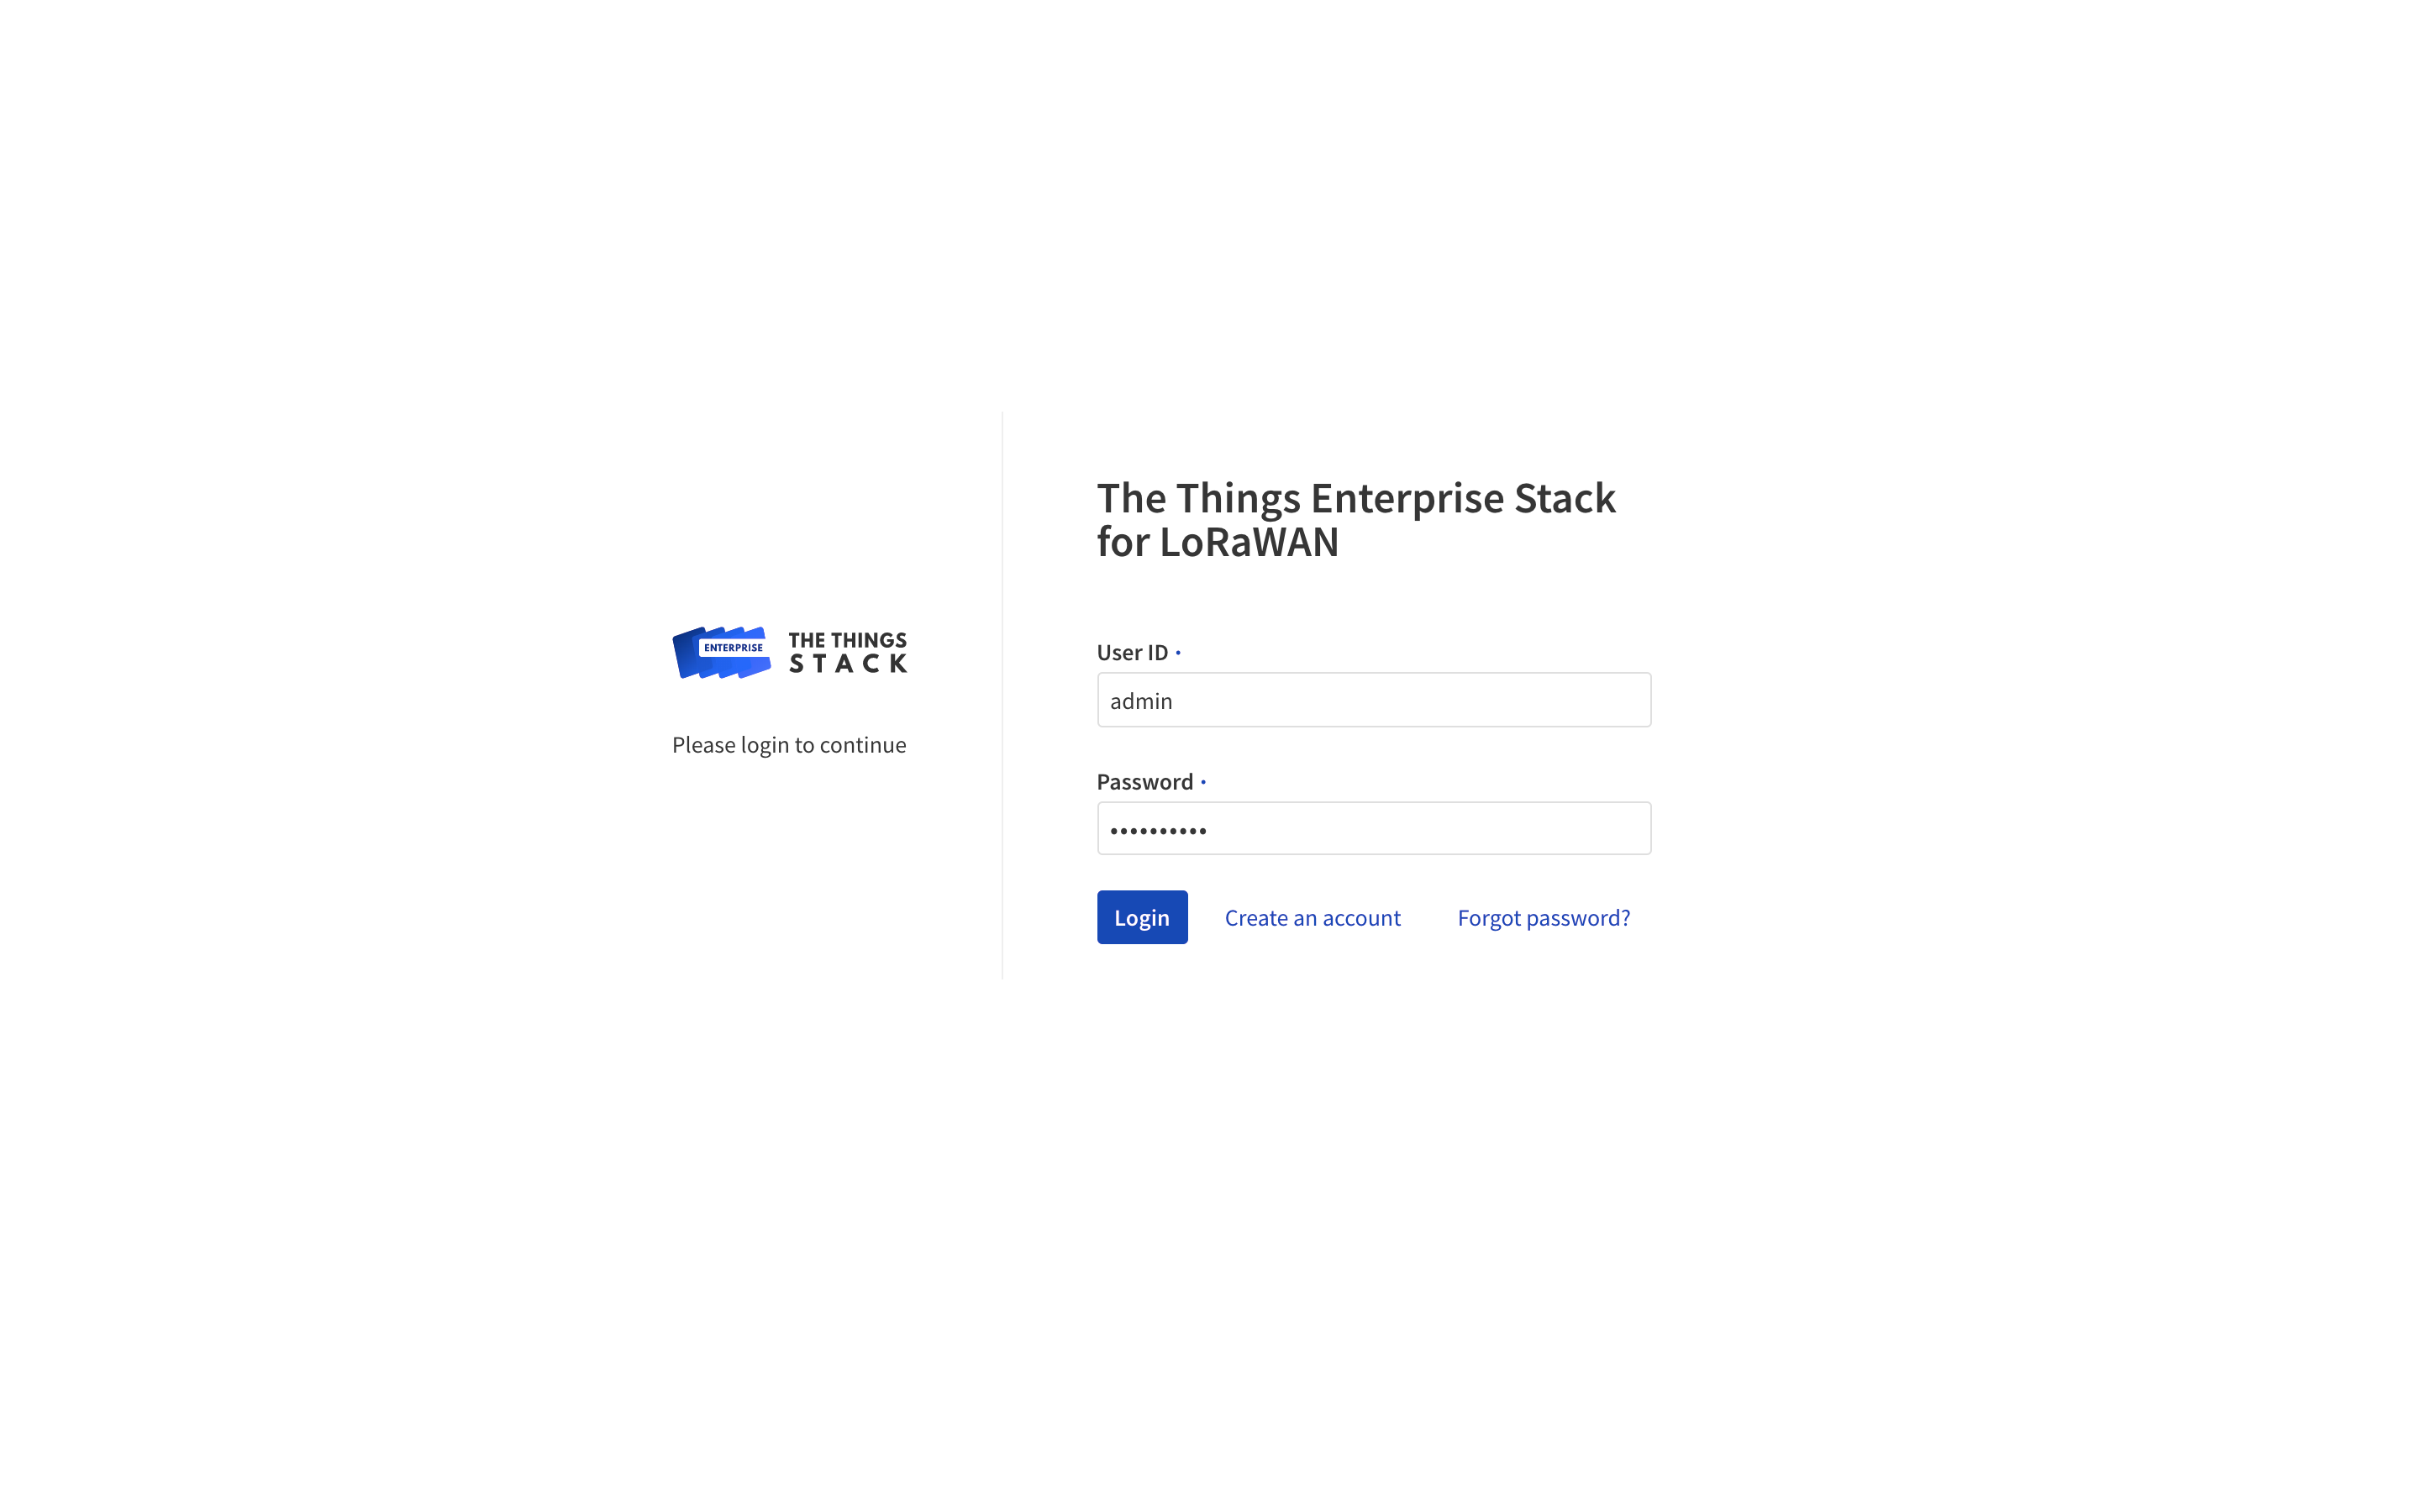 ENTERPRISE
THE THINGS
STACK
Please login to continue
The Things Enterprise Stack
for LoRaWAN
User ID •
admin
Password •
••••••••••
Login
Create an account
Forgot password?